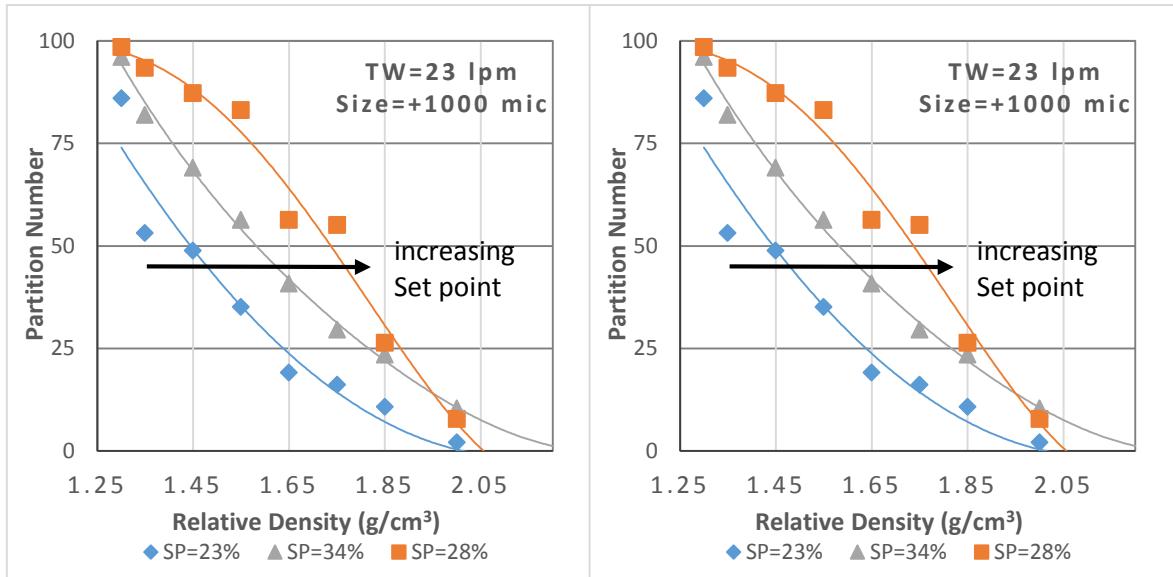 100
75
50
25
0
Partition Number
TW=23 lpm
Size=+1000 mic
increasing
Set point
1.25 1.45 1.65 1.85 2.05
Relative Density (g/cm³)
SP=23% SP=34% SP=28%
100
75
50
25
0
Partition Number
TW=23 lpm
Size=+1000 mic
increasing
Set point
1.25 1.45 1.65 1.85 2.05
Relative Density (g/cm³)
SP=23% SP=34% SP=28%